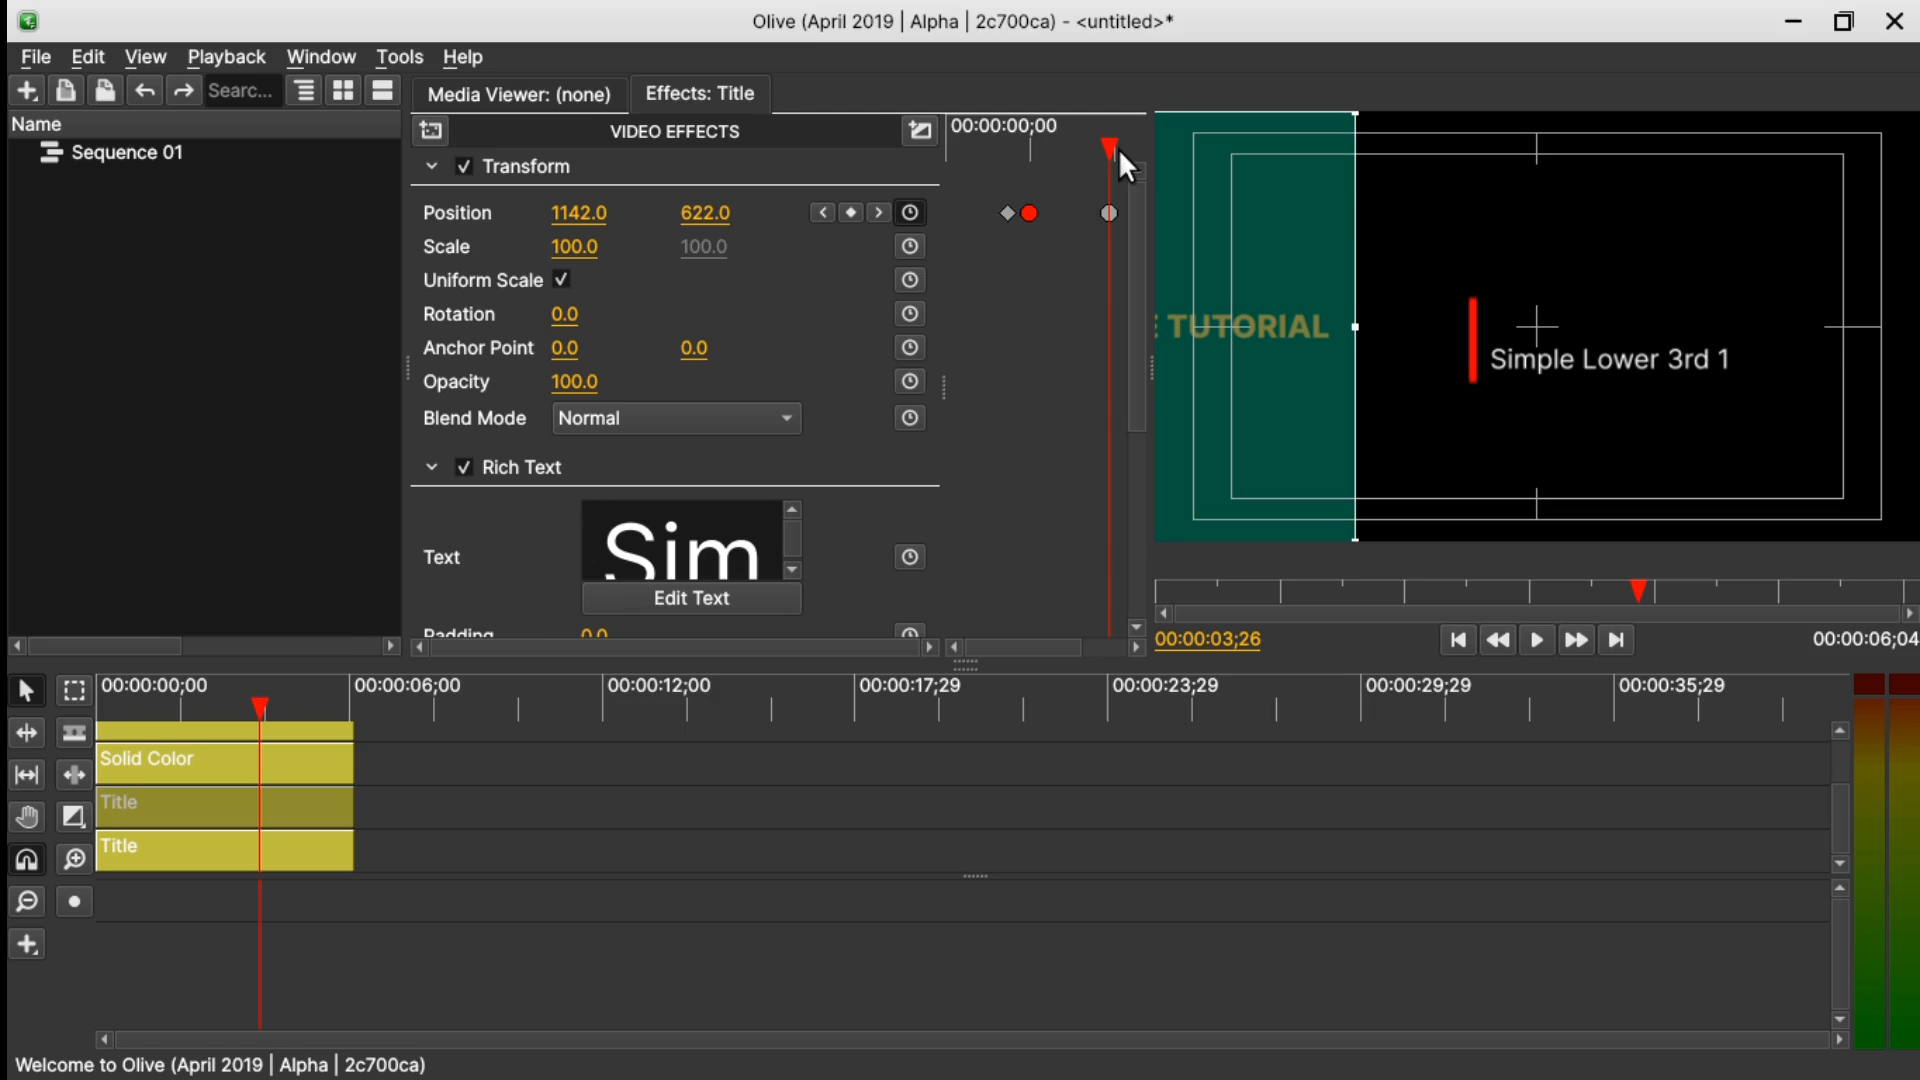 Olive (April 2019 | Alpha | 2c700ca) - <untitled>*
File Edit View Playback Window Tools Help
Searc...
Media Viewer: (none) Effects: Title
Name
Sequence 01
VIDEO EFFECTS
00:00:00;00
Transform
Position 1142.0 622.0
Scale 100.0 100.0
Uniform Scale
Rotation 0.0
Anchor Point 0.0 0.0
Opacity 100.0
Blend Mode Normal
Rich Text
Text Sim
Edit Text
Padding 0.0
TUTORIAL
Simple Lower 3rd 1
00:00:03;26
00:00:06;04
00:00:00;00 00:00:06;00 00:00:12;00 00:00:17;29 00:00:23;29 00:00:29;29 00:00:35;29
Solid Color
Title
Title
Welcome to Olive (April 2019 | Alpha | 2c700ca)